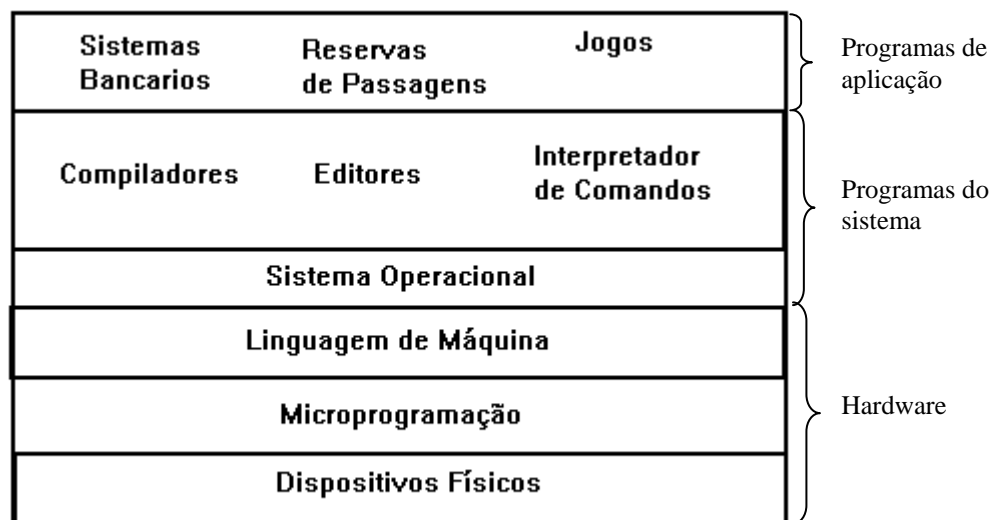 Sistemas
Bancarios
Reservas
de Passagens
Jogos
Programas de
aplicação
Compiladores
Editores
Interpretador
de Comandos
Programas do
sistema
Sistema Operacional
Linguagem de Máquina
Microprogramação
Hardware
Dispositivos Físicos